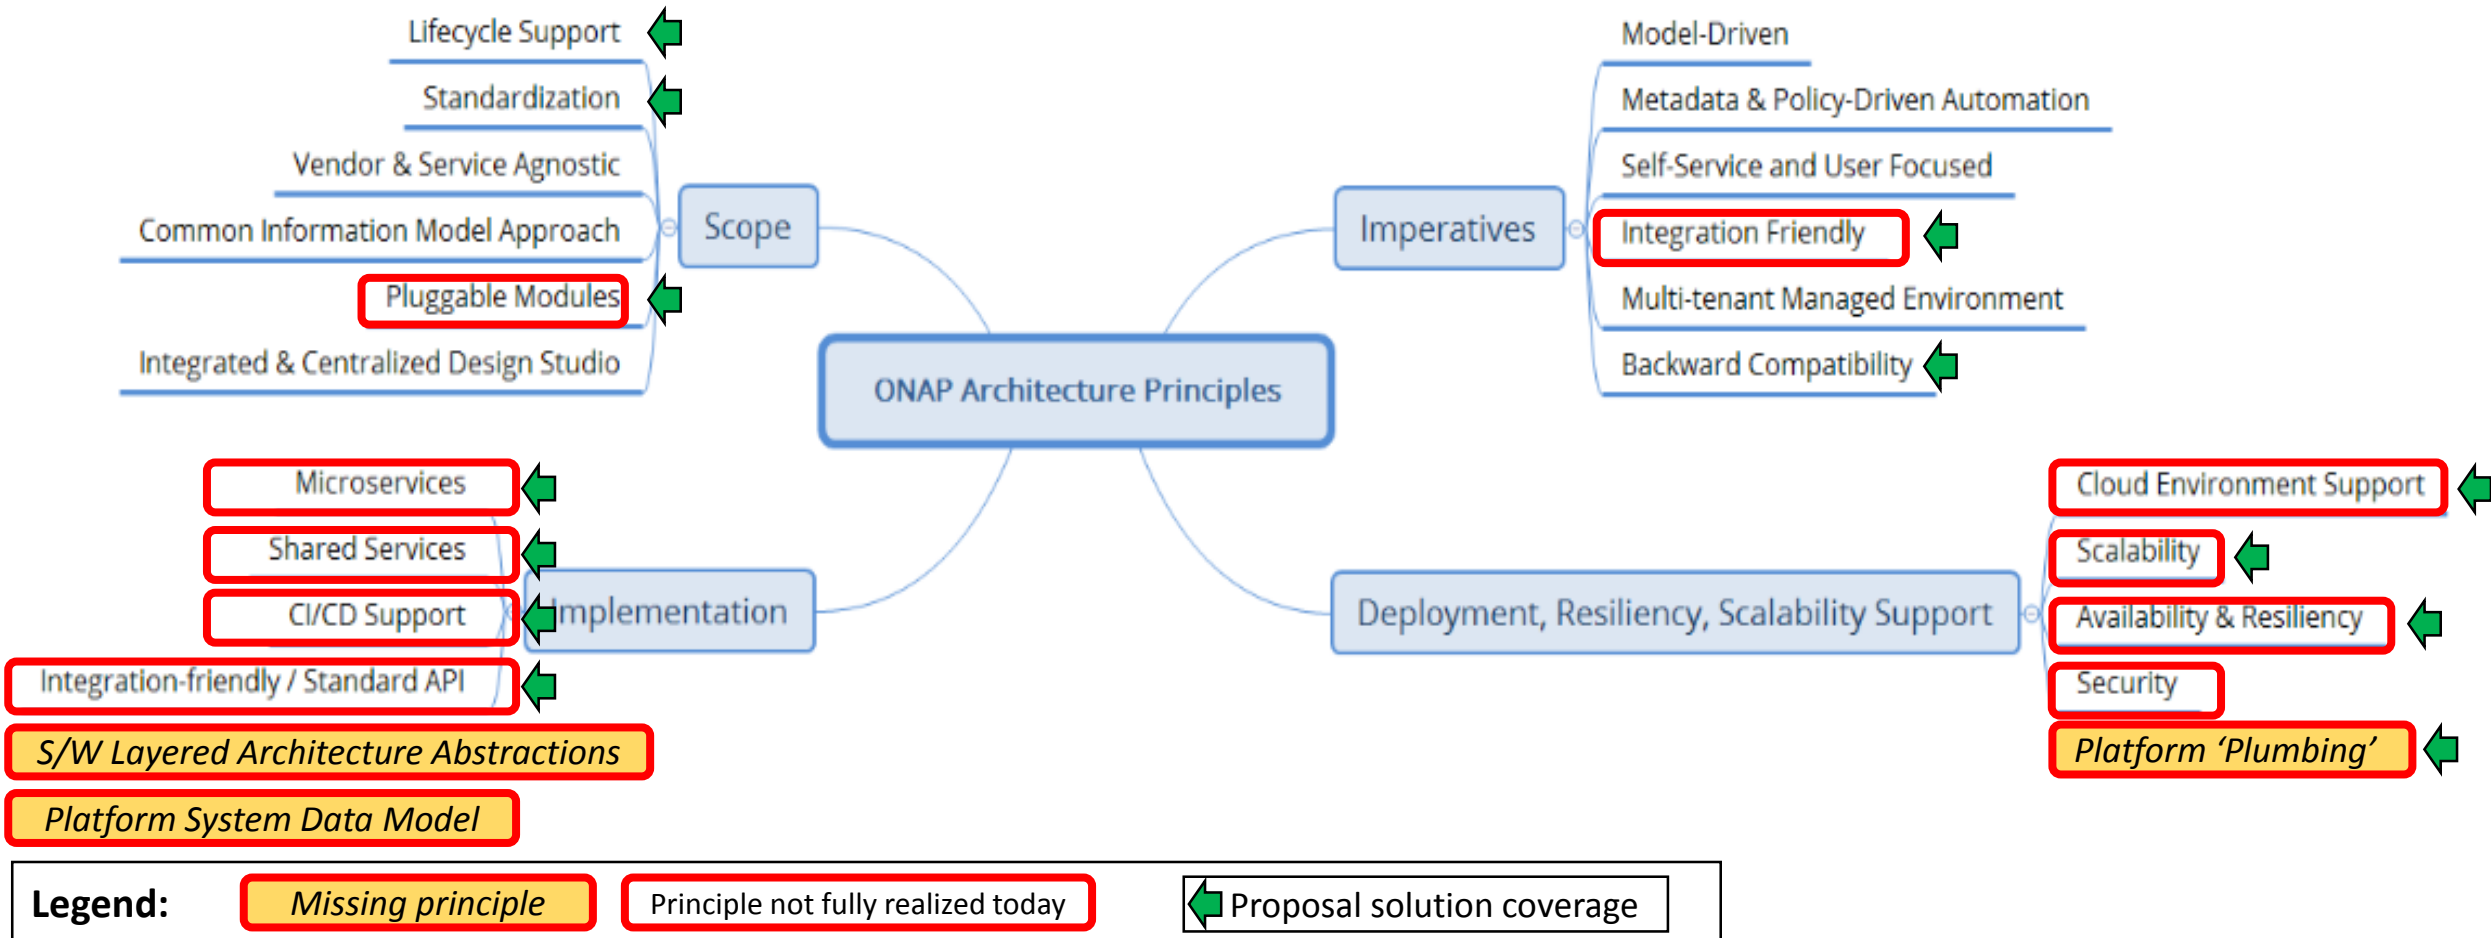 Lifecycle Support
Standardization
Vendor & Service Agnostic
Common Information Model Approach
Pluggable Modules
Integrated & Centralized Design Studio
Scope
Model-Driven
Metadata & Policy-Driven Automation
Self-Service and User Focused
Integration Friendly
Multi-tenant Managed Environment
Backward Compatibility
Imperatives
ONAP Architecture Principles
Microservices
Shared Services
CI/CD Support
Integration-friendly / Standard API
S/W Layered Architecture Abstractions
Platform System Data Model
Implementation
Deployment, Resiliency, Scalability Support
Cloud Environment Support
Scalability
Availability & Resiliency
Security
Platform ‘Plumbing’
Legend:
Missing principle
Principle not fully realized today
Proposal solution coverage